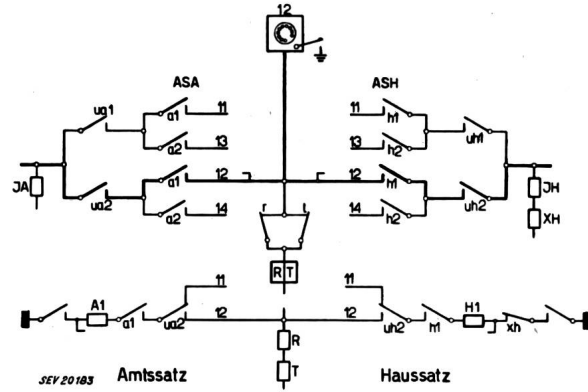 12
ASA
ASH
ua1
a1
11
11
h1
a2
13
13
h2
uh1
JA
ua2
a1
12
12
h1
uh2
JH
a2
14
14
h2
XH
r
t
R T
11
11
A1
a1
ua2
12
12
uh2
h1
H1
xh
R
T
SEV 20183
Amtssatz
Haussatz